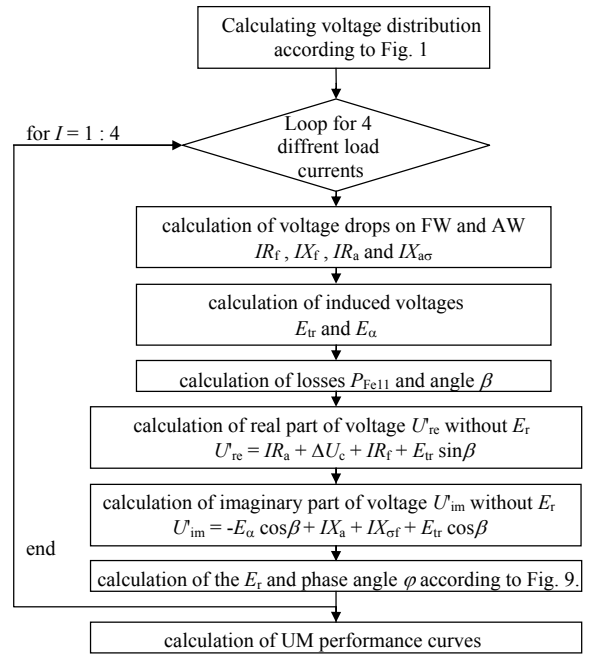 Calculating voltage distribution
according to Fig. 1
for I = 1 : 4
Loop for 4
diffrent load
currents
calculation of voltage drops on FW and AW
IRf , IXf , IRa and IXaσ
calculation of induced voltages
Etr and Eα
calculation of losses PFe11 and angle β
calculation of real part of voltage U're without Er
U're = IRa + ΔUc + IRf + Etr sinβ
calculation of imaginary part of voltage U'im without Er
U'im = -Eα cosβ + IXa + IXσf + Etr cosβ
end
calculation of the Er and phase angle φ according to Fig. 9.
calculation of UM performance curves